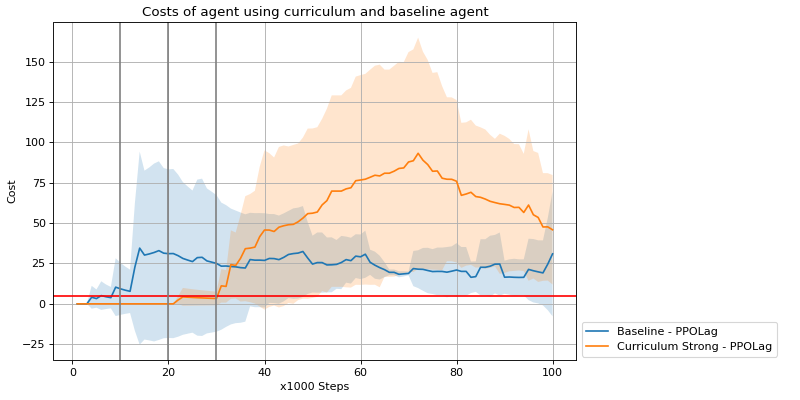 Costs of agent using curriculum and baseline agent
Cost
150
125
100
75
50
25
0
−25
0 20 40 60 80 100
x1000 Steps
Baseline - PPOLag
Curriculum Strong - PPOLag